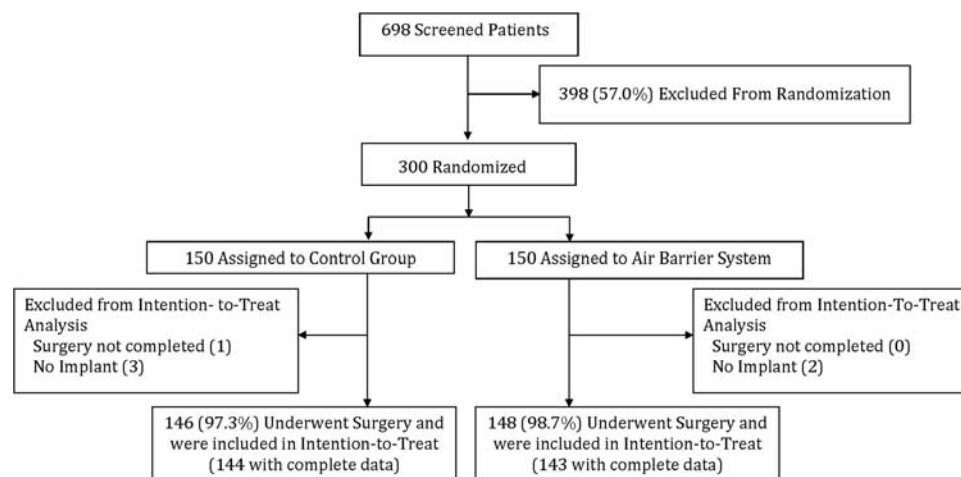 698 Screened Patients
398 (57.0%) Excluded From Randomization
300 Randomized
150 Assigned to Control Group
150 Assigned to Air Barrier System
Excluded from Intention- to-Treat
Analysis
Surgery not completed (1)
No Implant (3)
Excluded from Intention-To-Treat
Analysis
Surgery not completed (0)
No Implant (2)
146 (97.3%) Underwent Surgery and
were included in Intention-to-Treat
(144 with complete data)
148 (98.7%) Underwent Surgery and
were included in Intention-to-Treat
(143 with complete data)